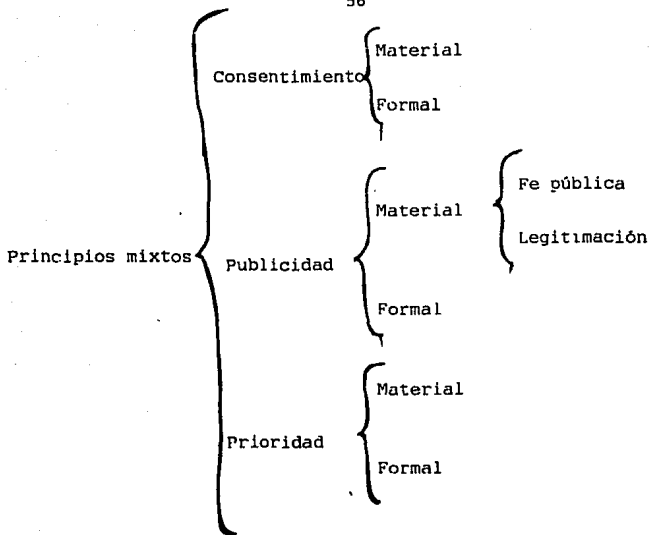 56
Material
Consentimiento
Formal
Fe pública
Material
Legitimación
Principios mixtos
Publicidad
Formal
Material
Prioridad
Formal